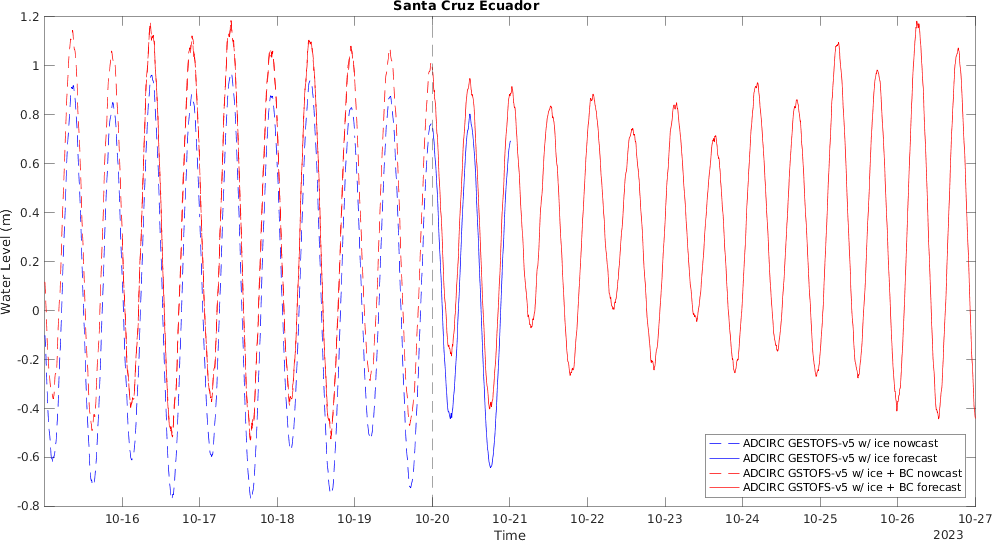 Santa Cruz Ecuador
1.2
1
0.8
0.6
0.4
0.2
0
-0.2
-0.4
-0.6
-0.8
Water Level (m)
ADCIRC GESTOFS-v5 w/ ice nowcast
ADCIRC GESTOFS-v5 w/ ice forecast
ADCIRC GSTOFS-v5 w/ ice + BC nowcast
ADCIRC GSTOFS-v5 w/ ice + BC forecast
10-16 10-17 10-18 10-19 10-20 10-21 10-22 10-23 10-24 10-25 10-26 10-27
Time
2023